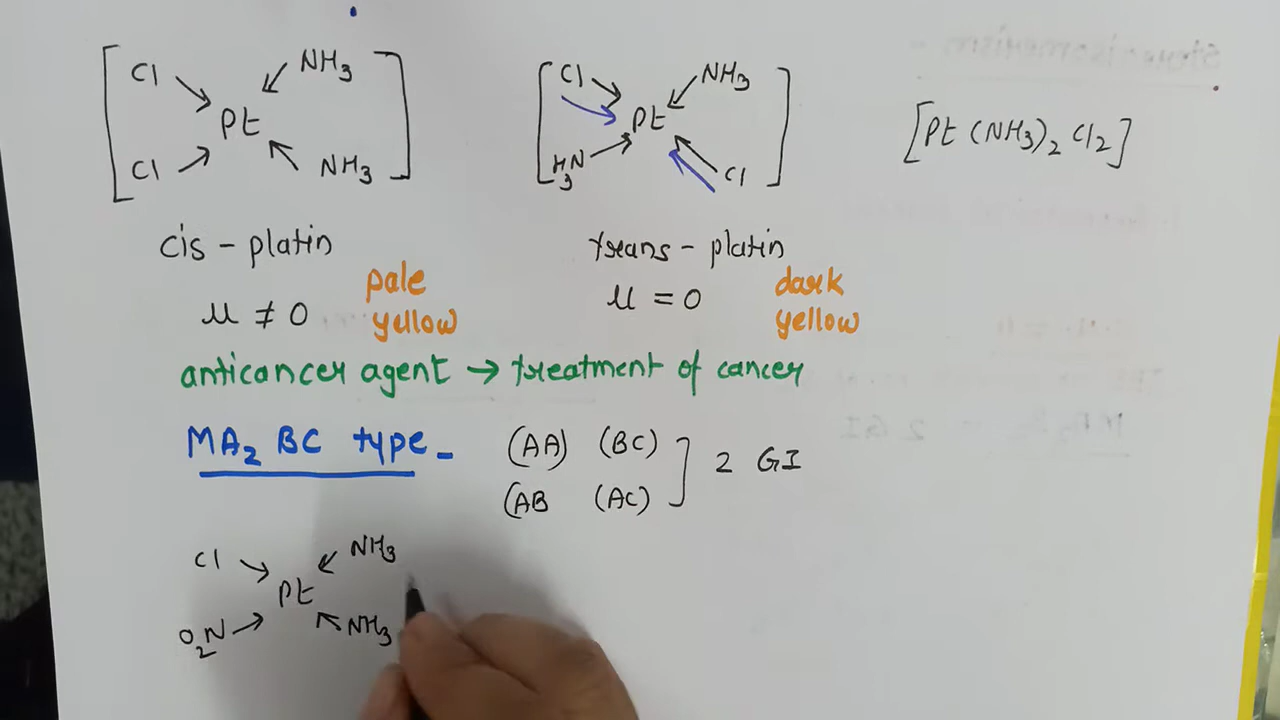 Cl NH3
Pt
Cl NH3
cis - platin
μ ≠ 0
pale
yellow
Cl NH3
Pt
H3N Cl
trans - platin
μ = 0
dark
yellow
[Pt (NH3)2 Cl2]
anticancer agent → treatment of cancer
MA2 BC type -
(AA) (BC)
(AB (AC)
2 GI
Cl NH3
Pt
O2N NH3
Stereoisomerism -